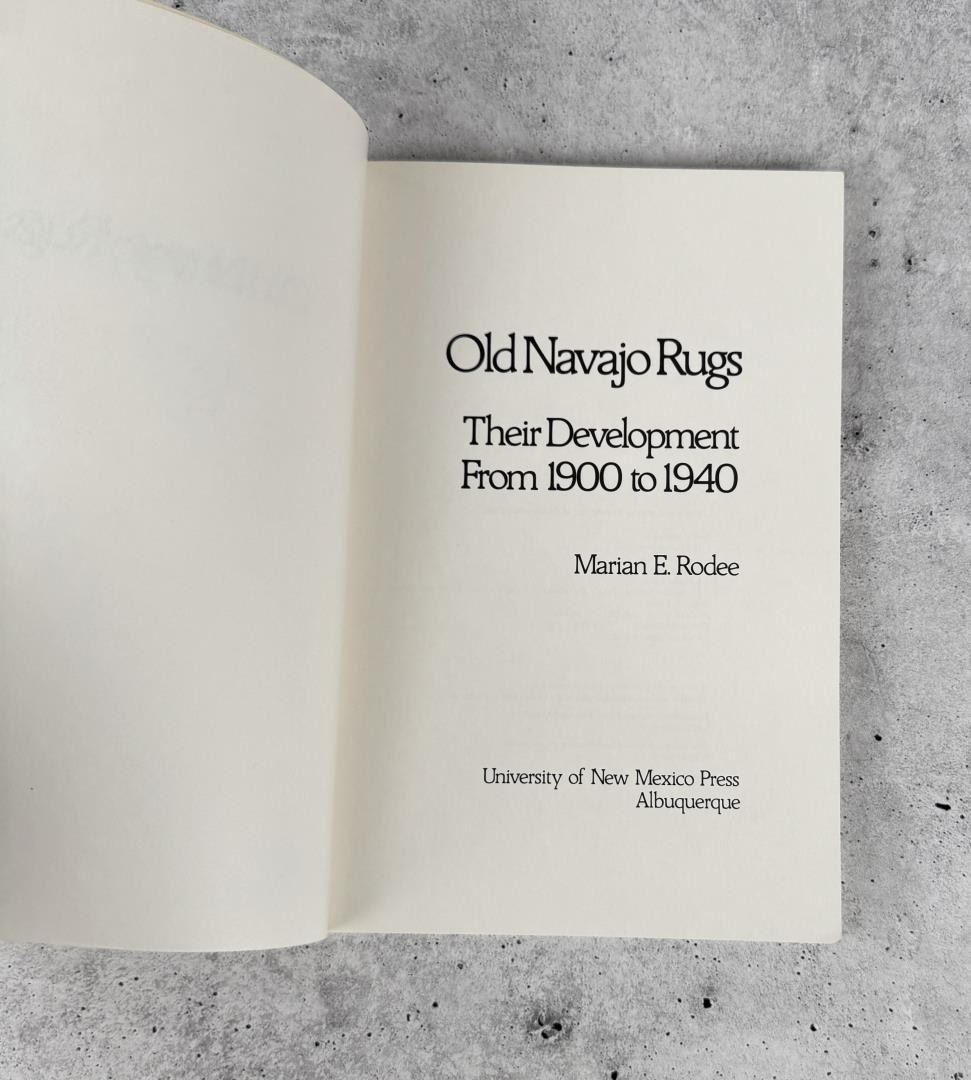 Old Navajo Rugs
Their Development
From 1900 to 1940
Marian E. Rodee
University of New Mexico Press
Albuquerque